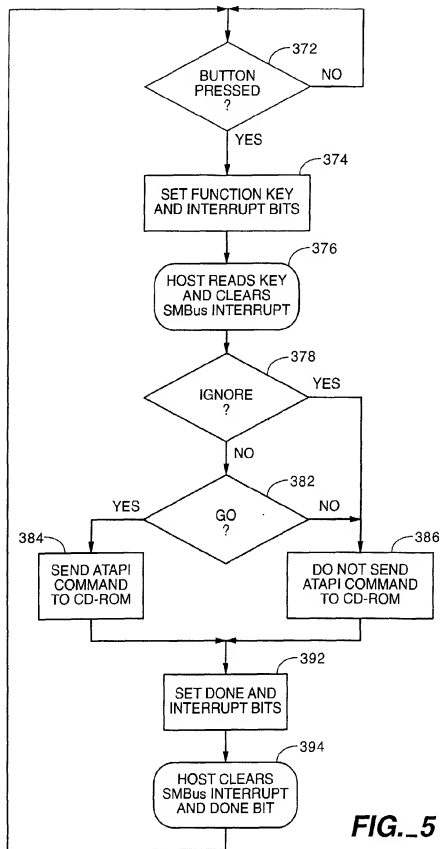 372
BUTTON
PRESSED
?
NO
YES
374
SET FUNCTION KEY
AND INTERRUPT BITS
376
HOST READS KEY
AND CLEARS
SMBus INTERRUPT
378
IGNORE
?
YES
NO
382
GO
?
YES
NO
384
SEND ATAPI
COMMAND
TO CD-ROM
386
DO NOT SEND
ATAPI COMMAND
TO CD-ROM
392
SET DONE AND
INTERRUPT BITS
394
HOST CLEARS
SMBus INTERRUPT
AND DONE BIT
FIG._5